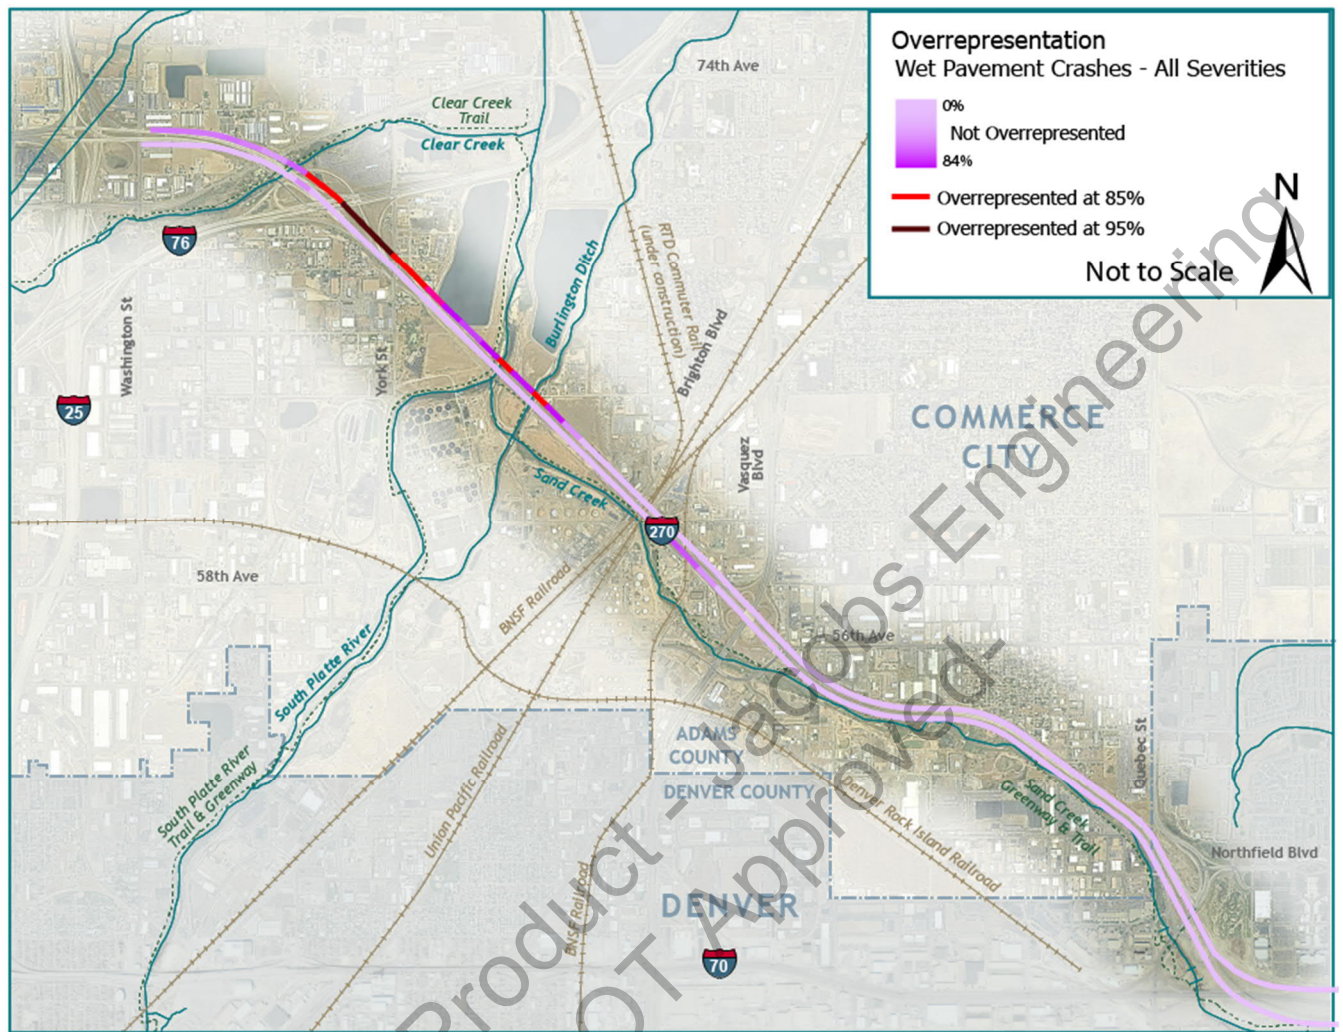 Overrepresentation
Wet Pavement Crashes - All Severities
0%
Not Overrepresented
84%
Overrepresented at 85%
Overrepresented at 95%
N
Not to Scale
74th Ave
Clear Creek
Trail
Clear Creek
76
Washington St
25
York St
Burlington Ditch
RTD Commuter Rail
(under construction)
Brighton Blvd
COMMERCE
CITY
Vasquez
Blvd
Sand Creek
270
58th Ave
BNSF Railroad
56th Ave
South Platte River
South Platte River
Trail & Greenway
Union Pacific Railroad
ADAMS
COUNTY
DENVER COUNTY
Quebec St
Sand Creek
Greenway & Trail
Denver Rock Island Railroad
Northfield Blvd
BNSF Railroad
DENVER
70
Product - Jacobs Engineering
OT Approved-